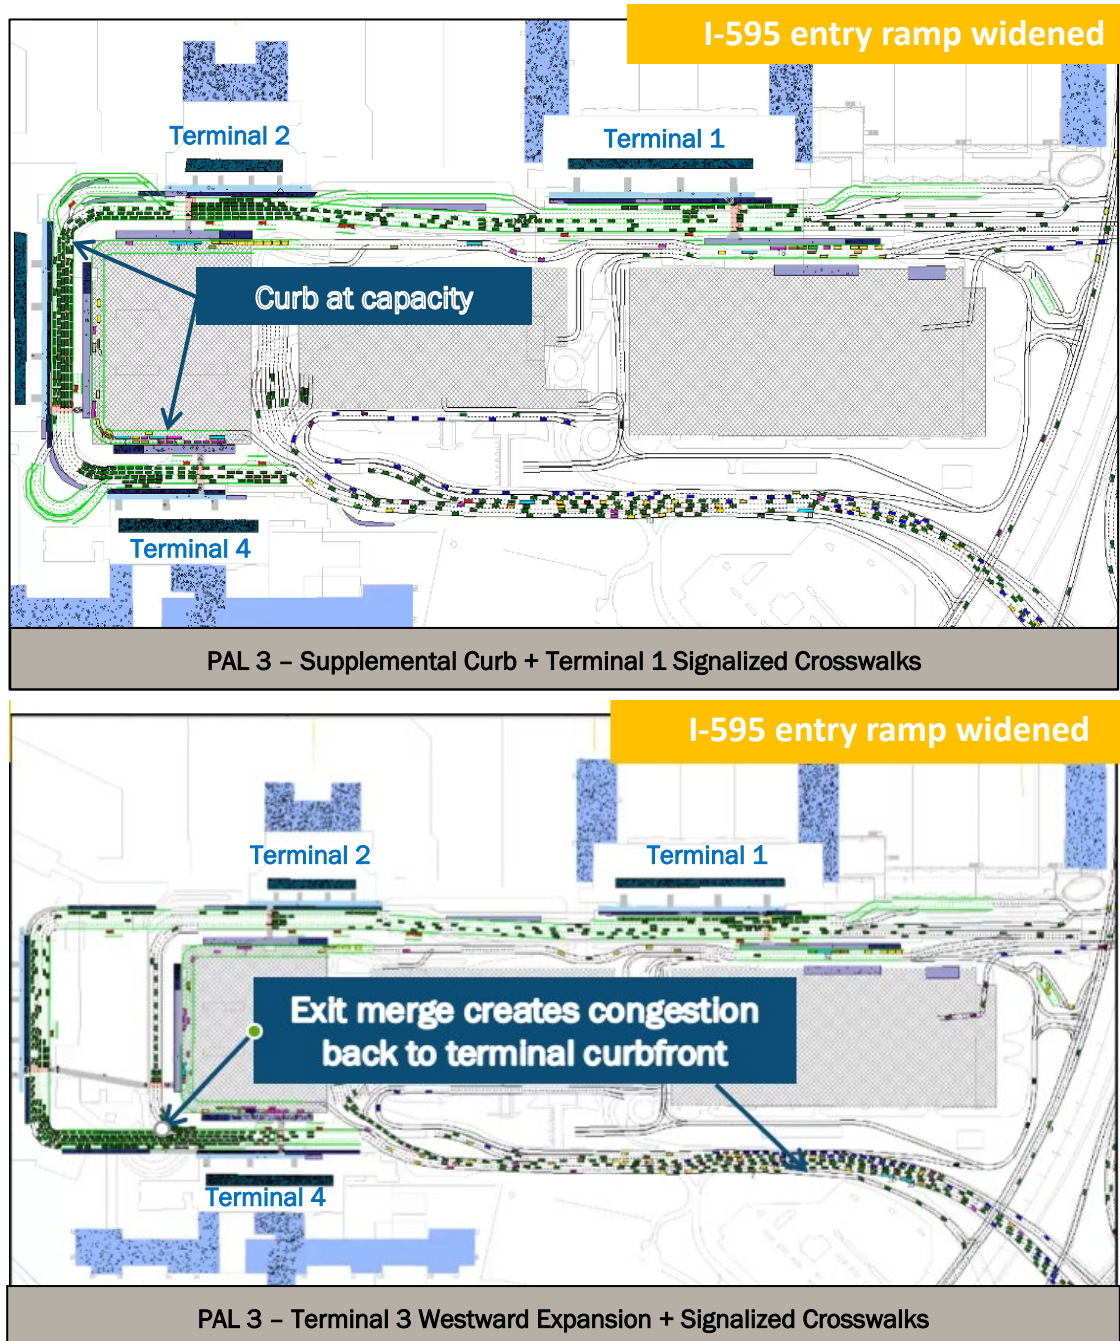 I-595 entry ramp widened
Terminal 2
Terminal 1
Curb at capacity
Terminal 4
PAL 3 – Supplemental Curb + Terminal 1 Signalized Crosswalks
I-595 entry ramp widened
Terminal 2
Terminal 1
Exit merge creates congestion
back to terminal curbfront
Terminal 4
PAL 3 – Terminal 3 Westward Expansion + Signalized Crosswalks